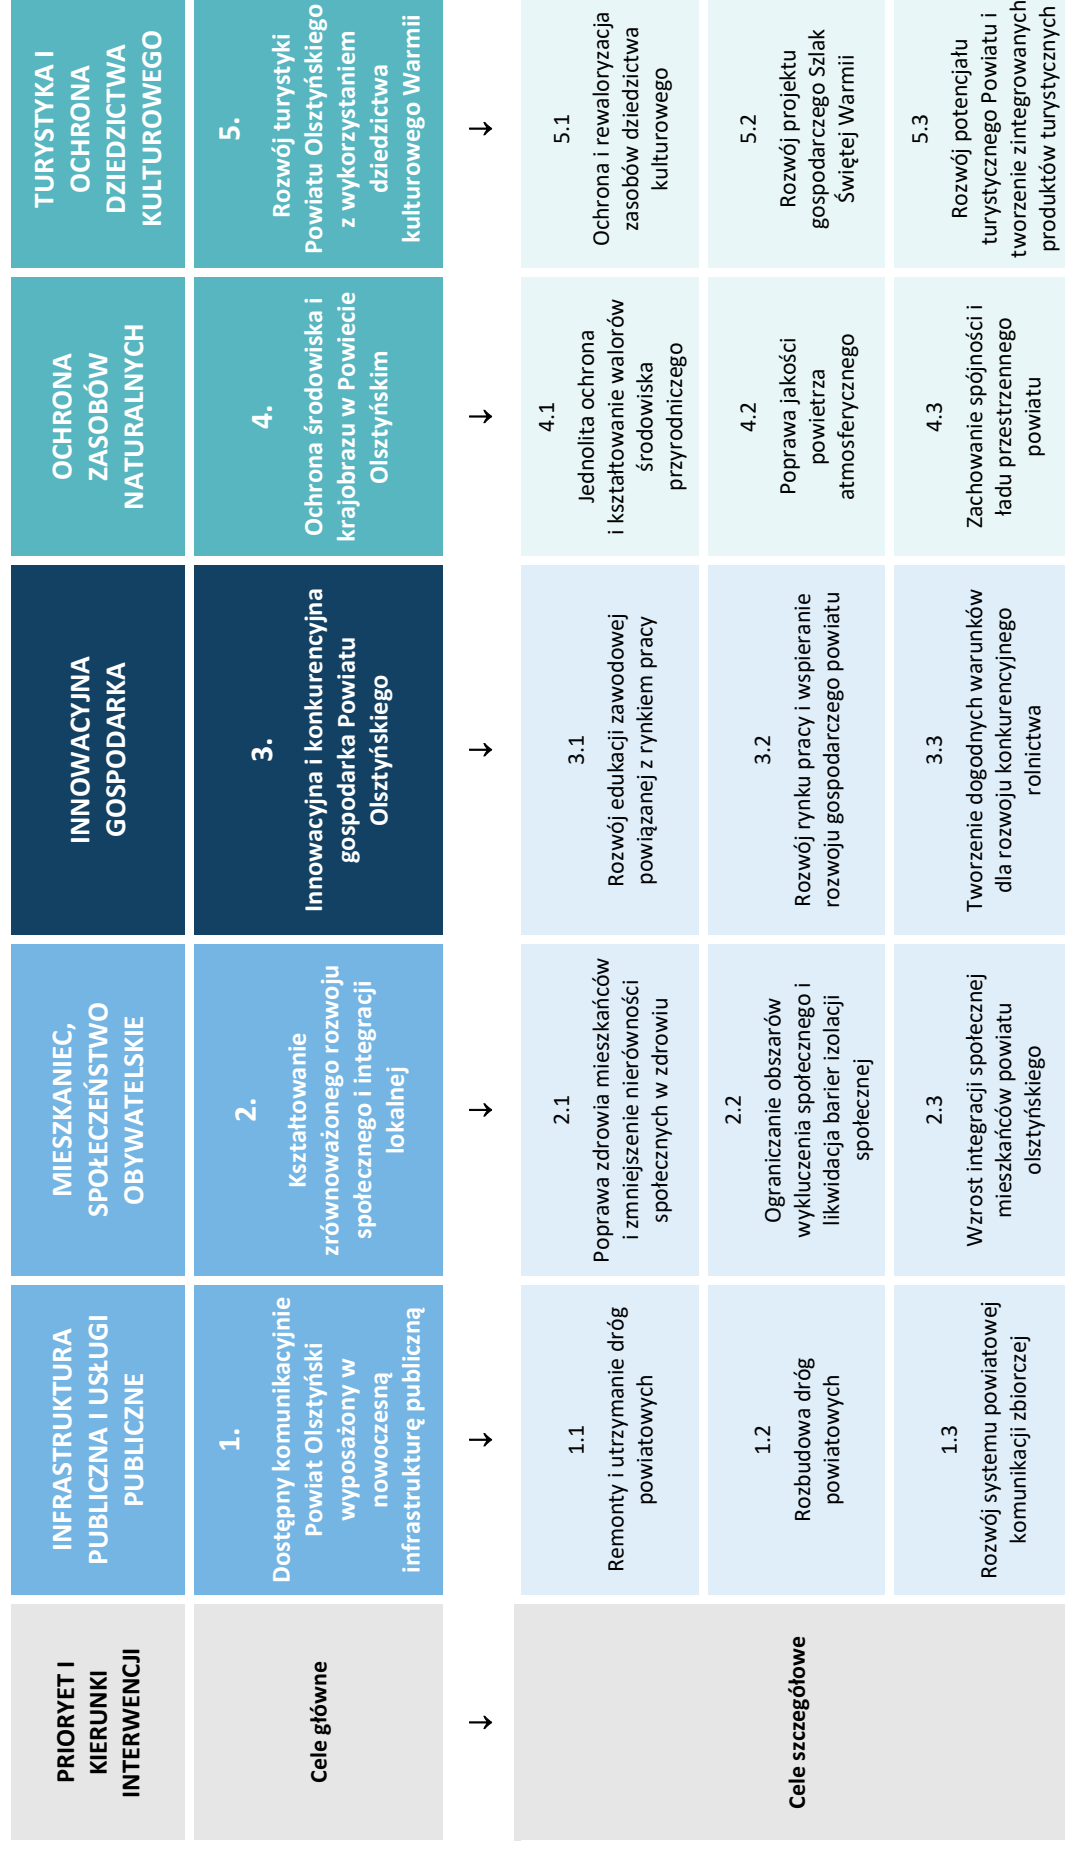 PRIORYET I
KIERUNKI
INTERWENCJI
INFRASTRUKTURA
PUBLICZNA I USŁUGI
PUBLICZNE
MIESZKANIEC,
SPOŁECZEŃSTWO
OBYWATELSKIE
INNOWACYJNA
GOSPODARKA
OCHRONA
ZASOBÓW
NATURALNYCH
TURYSTYKA I
OCHRONA
DZIEDZICTWA
KULTUROWEGO
Cele główne
1.
Dostępny komunikacyjnie
Powiat Olsztyński
wyposażony w
nowoczesną
infrastrukturę publiczną
2.
Kształtowanie
zrównoważonego rozwoju
społecznego i integracji
lokalnej
3.
Innowacyjna i konkurencyjna
gospodarka Powiatu
Olsztyńskiego
4.
Ochrona środowiska i
krajobrazu w Powiecie
Olsztyńskim
5.
Rozwój turystyki
Powiatu Olsztyńskiego
z wykorzystaniem
dziedzictwa
kulturowego Warmii
↓ ↓ ↓ ↓ ↓ ↓
Cele szczegółowe
1.1
Remonty i utrzymanie dróg
powiatowych
2.1
Poprawa zdrowia mieszkańców
i zmniejszenie nierówności
społecznych w zdrowiu
3.1
Rozwój edukacji zawodowej
powiązanej z rynkiem pracy
4.1
Jednolita ochrona
i kształtowanie walorów
środowiska
przyrodniczego
5.1
Ochrona i rewaloryzacja
zasobów dziedzictwa
kulturowego
1.2
Rozbudowa dróg
powiatowych
2.2
Ograniczanie obszarów
wykluczenia społecznego i
likwidacja barier izolacji
społecznej
3.2
Rozwój rynku pracy i wspieranie
rozwoju gospodarczego powiatu
4.2
Poprawa jakości
powietrza
atmosferycznego
5.2
Rozwój projektu
gospodarczego Szlak
Świętej Warmii
1.3
Rozwój systemu powiatowej
komunikacji zbiorczej
2.3
Wzrost integracji społecznej
mieszkańców powiatu
olsztyńskiego
3.3
Tworzenie dogodnych warunków
dla rozwoju konkurencyjnego
rolnictwa
4.3
Zachowanie spójności i
ładu przestrzennego
powiatu
5.3
Rozwój potencjału
turystycznego Powiatu i
tworzenie zintegrowanych
produktów turystycznych